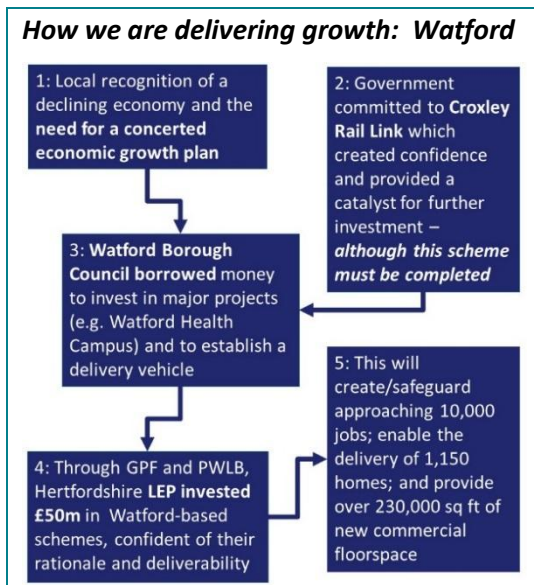 How we are delivering growth: Watford
1: Local recognition of a
declining economy and the
need for a concerted
economic growth plan
2: Government
committed to Croxley
Rail Link which
created confidence
and provided a
catalyst for further
investment –
although this scheme
must be completed
3: Watford Borough
Council borrowed money
to invest in major projects
(e.g. Watford Health
Campus) and to establish a
delivery vehicle
4: Through GPF and PWLB,
Hertfordshire LEP invested
£50m in Watford-based
schemes, confident of their
rationale and deliverability
5: This will
create/safeguard
approaching 10,000
jobs; enable the
delivery of 1,150
homes; and provide
over 230,000 sq ft of
new commercial
floorspace